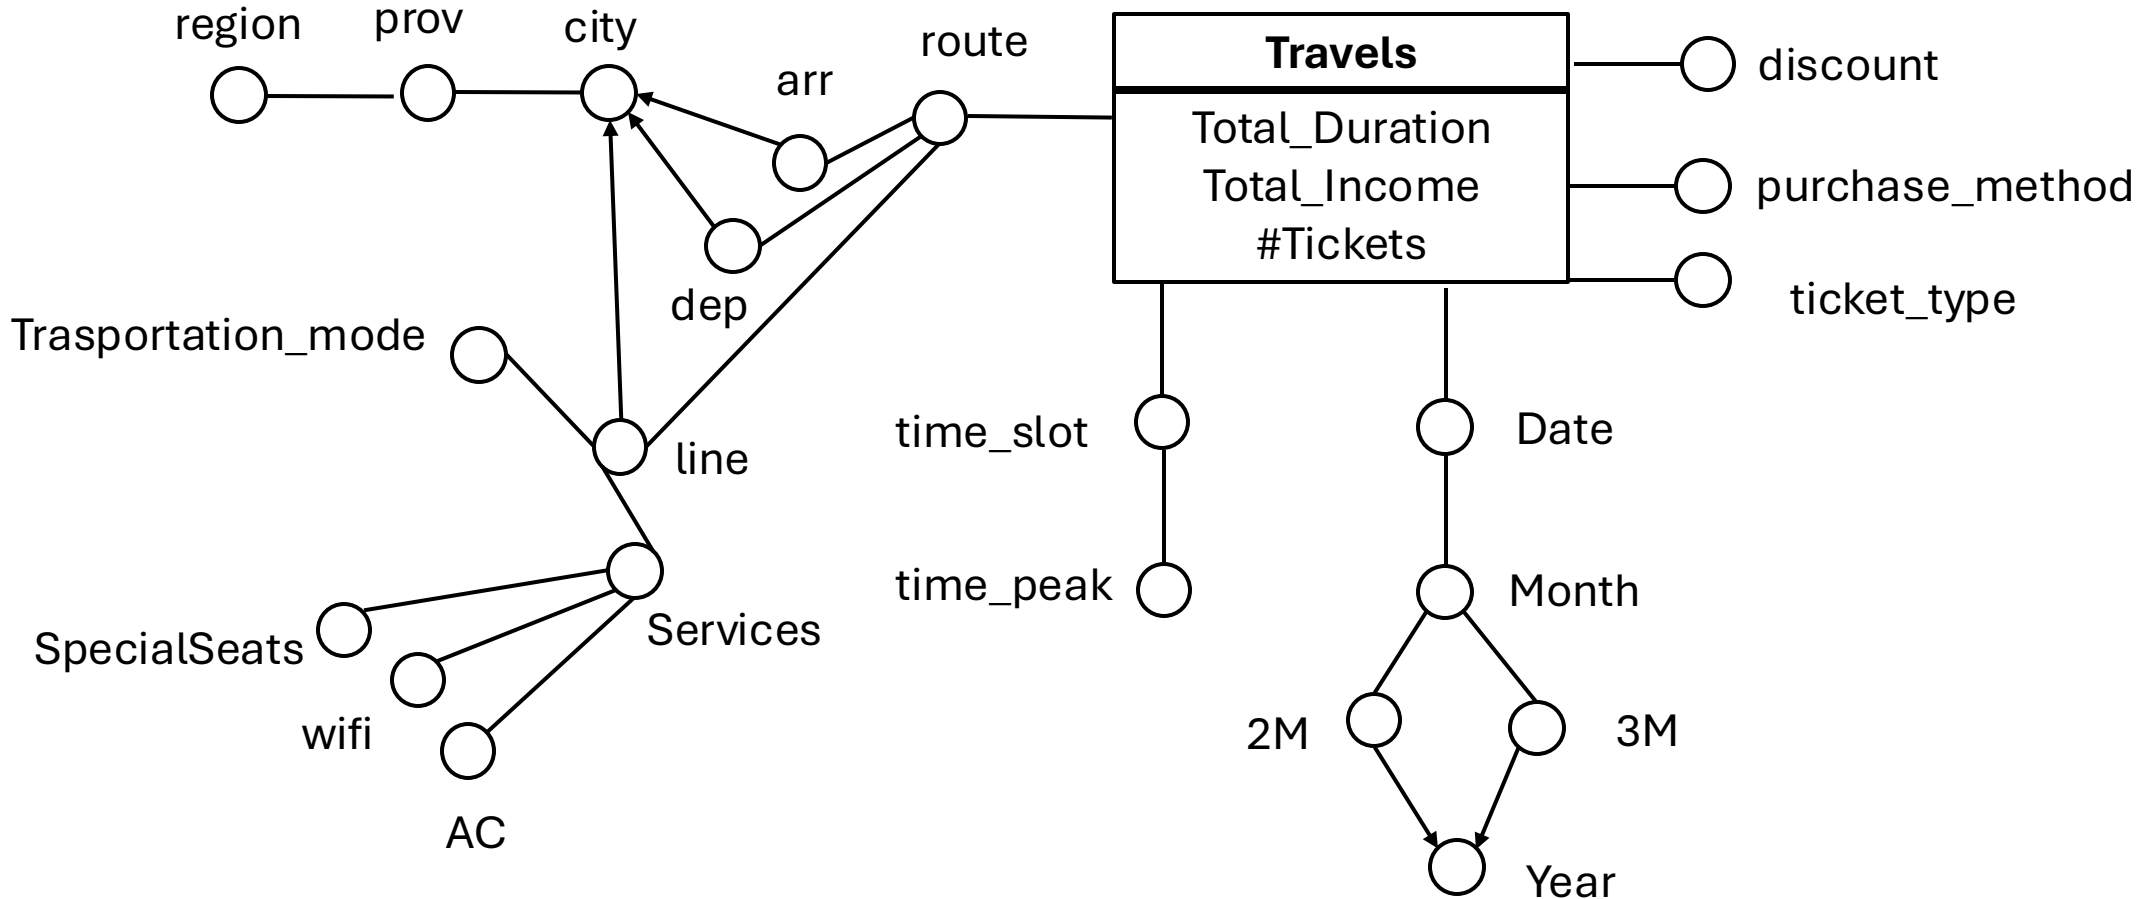 region
prov
city
route
arr
Travels
Total_Duration
Total_Income
#Tickets
discount
purchase_method
ticket_type
dep
Trasportation_mode
line
time_slot
Date
time_peak
Month
Services
SpecialSeats
wifi
AC
2M
3M
Year